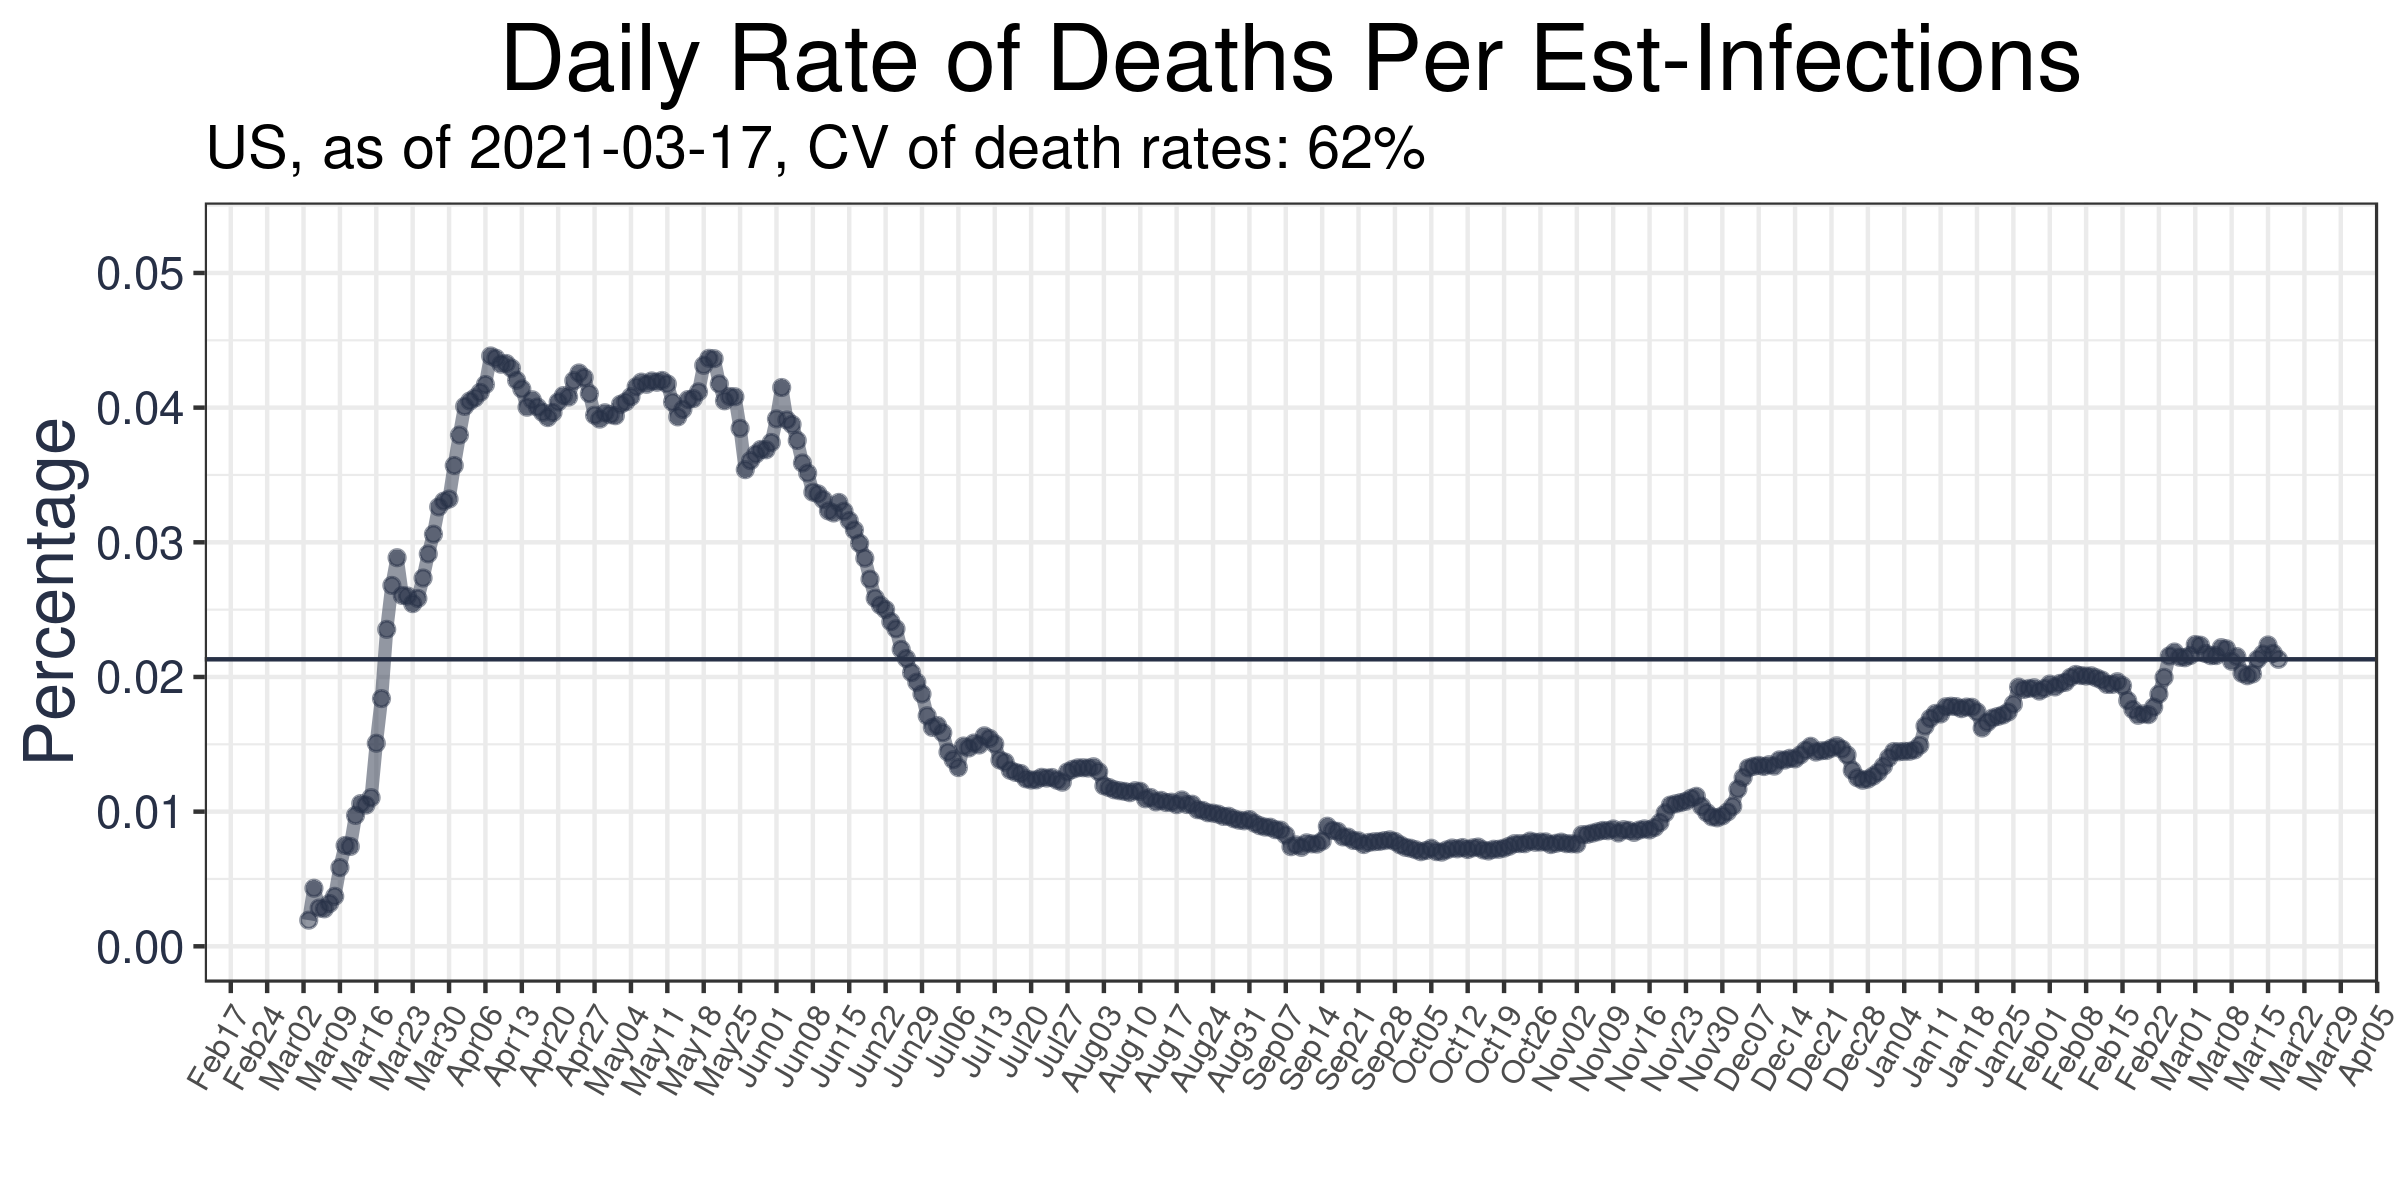 Daily Rate of Deaths Per Est-Infections
US, as of 2021-03-17, CV of death rates: 62%
Percentage
0.05
0.04
0.03
0.02
0.01
0.00
Feb17 Feb24 Mar02 Mar09 Mar16 Mar23 Mar30 Apr06 Apr13 Apr20 Apr27 May04 May11 May18 May25 Jun01 Jun08 Jun15 Jun22 Jun29 Jul06 Jul13 Jul20 Jul27 Aug03 Aug10 Aug17 Aug24 Aug31 Sep07 Sep14 Sep21 Sep28 Oct05 Oct12 Oct19 Oct26 Nov02 Nov09 Nov16 Nov23 Nov30 Dec07 Dec14 Dec21 Dec28 Jan04 Jan11 Jan18 Jan25 Feb01 Feb08 Feb15 Feb22 Mar01 Mar08 Mar15 Mar22 Mar29 Apr05